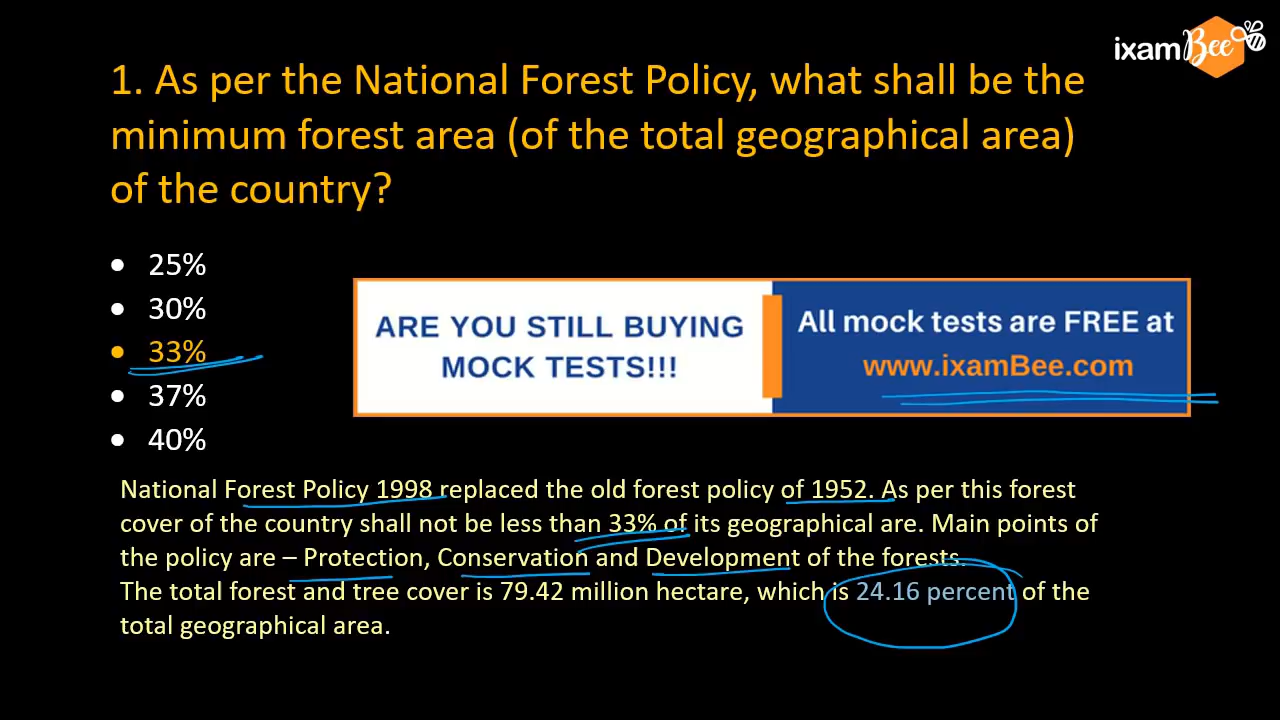 ixamBee
1. As per the National Forest Policy, what shall be the
minimum forest area (of the total geographical area)
of the country?
• 25%
• 30%
• 33%
• 37%
• 40%
ARE YOU STILL BUYING
MOCK TESTS!!!
All mock tests are FREE at
www.ixamBee.com
National Forest Policy 1998 replaced the old forest policy of 1952. As per this forest
cover of the country shall not be less than 33% of its geographical are. Main points of
the policy are – Protection, Conservation and Development of the forests.
The total forest and tree cover is 79.42 million hectare, which is 24.16 percent of the
total geographical area.